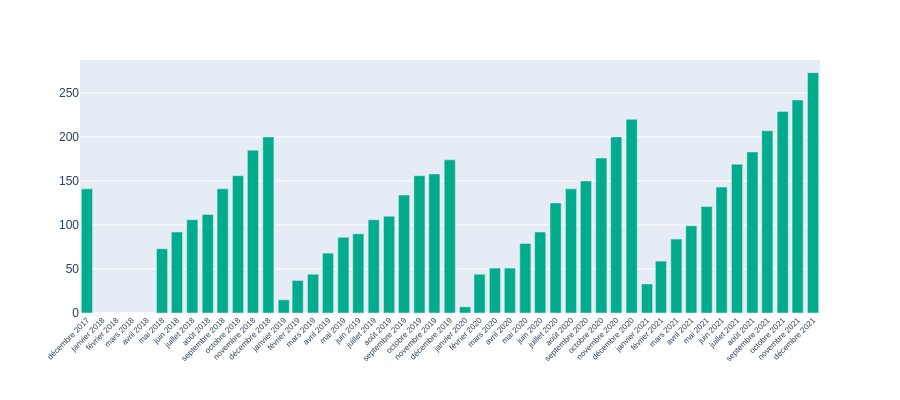 250
200
150
100
50
0
décembre 2017
janvier 2018
février 2018
mars 2018
avril 2018
mai 2018
juin 2018
juillet 2018
août 2018
septembre 2018
octobre 2018
novembre 2018
décembre 2018
janvier 2019
février 2019
mars 2019
avril 2019
mai 2019
juin 2019
juillet 2019
août 2019
septembre 2019
octobre 2019
novembre 2019
décembre 2019
janvier 2020
février 2020
mars 2020
avril 2020
mai 2020
juin 2020
juillet 2020
août 2020
septembre 2020
octobre 2020
novembre 2020
décembre 2020
janvier 2021
février 2021
mars 2021
avril 2021
mai 2021
juin 2021
juillet 2021
août 2021
septembre 2021
octobre 2021
novembre 2021
décembre 2021